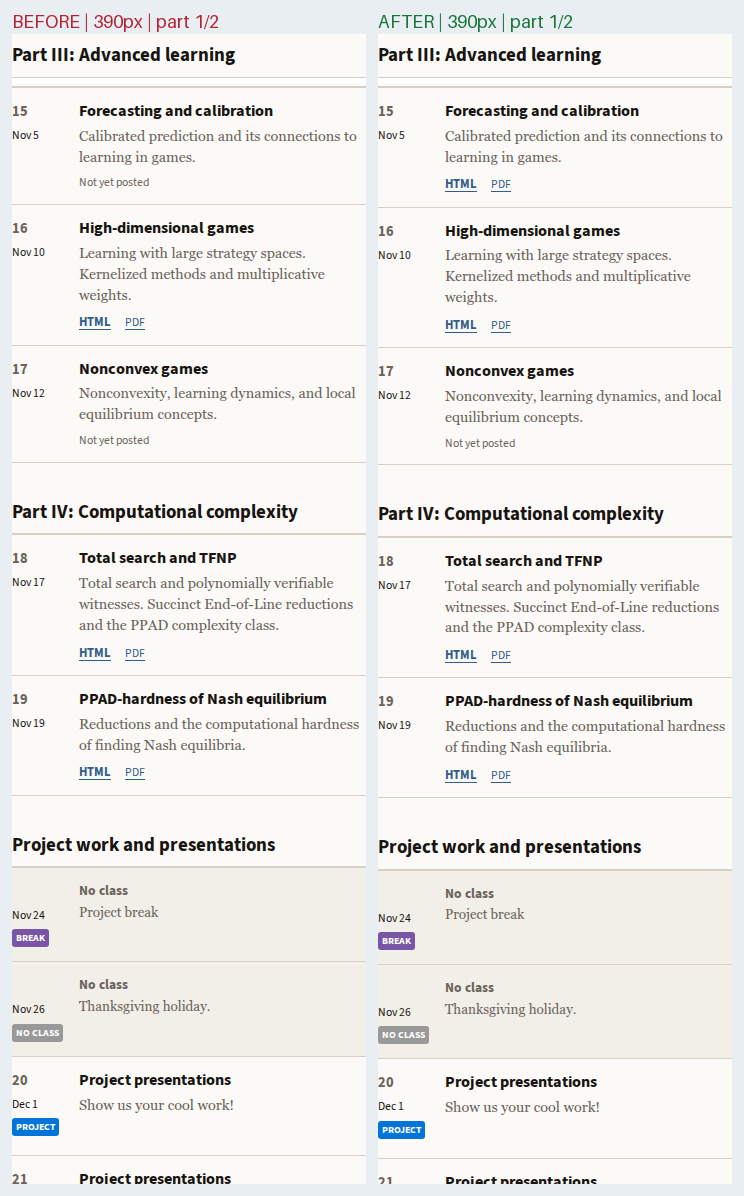 BEFORE | 390px | part 1/2
Part III: Advanced learning
15
Forecasting and calibration
Nov 5
Calibrated prediction and its connections to
learning in games.
Not yet posted
16
High-dimensional games
Nov 10
Learning with large strategy spaces.
Kernelized methods and multiplicative
weights.
HTML PDF
17
Nonconvex games
Nov 12
Nonconvexity, learning dynamics, and local
equilibrium concepts.
Not yet posted
Part IV: Computational complexity
18
Total search and TFNP
Nov 17
Total search and polynomially verifiable
witnesses. Succinct End-of-Line reductions
and the PPAD complexity class.
HTML PDF
19
PPAD-hardness of Nash equilibrium
Nov 19
Reductions and the computational hardness
of finding Nash equilibria.
HTML PDF
Project work and presentations
No class
Nov 24
Project break
BREAK
No class
Nov 26
Thanksgiving holiday.
NO CLASS
20
Project presentations
Dec 1
Show us your cool work!
PROJECT
21
Project presentations
AFTER | 390px | part 1/2
Part III: Advanced learning
15
Forecasting and calibration
Nov 5
Calibrated prediction and its connections to
learning in games.
HTML PDF
16
High-dimensional games
Nov 10
Learning with large strategy spaces.
Kernelized methods and multiplicative
weights.
HTML PDF
17
Nonconvex games
Nov 12
Nonconvexity, learning dynamics, and local
equilibrium concepts.
Not yet posted
Part IV: Computational complexity
18
Total search and TFNP
Nov 17
Total search and polynomially verifiable
witnesses. Succinct End-of-Line reductions
and the PPAD complexity class.
HTML PDF
19
PPAD-hardness of Nash equilibrium
Nov 19
Reductions and the computational hardness
of finding Nash equilibria.
HTML PDF
Project work and presentations
No class
Nov 24
Project break
BREAK
No class
Nov 26
Thanksgiving holiday.
NO CLASS
20
Project presentations
Dec 1
Show us your cool work!
PROJECT
21
Project presentations